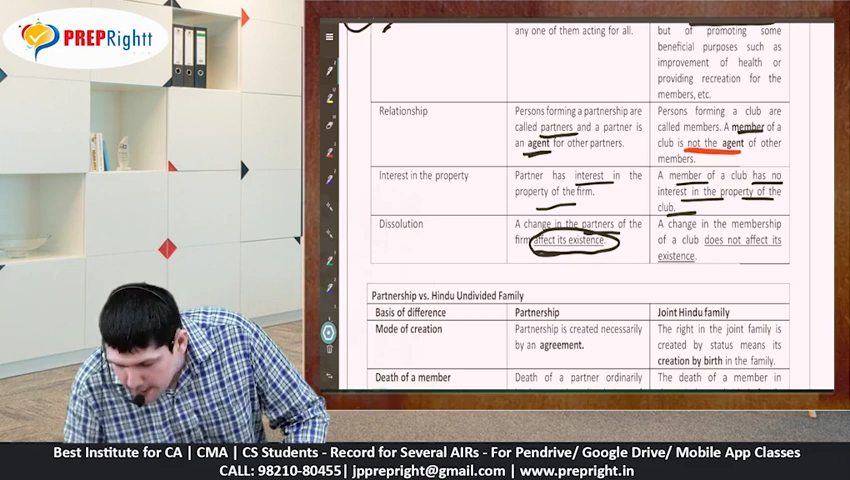 PREPRightt
any one of them acting for all.
but of promoting some
beneficial purposes such as
improvement of health or
providing recreation for the
members, etc.
Relationship
Persons forming a partnership are
called partners and a partner is
an agent for other partners.
Persons forming a club are
called members. A member of a
club is not the agent of other
members.
Interest in the property
Partner has interest in the
property of the firm.
A member of a club has no
interest in the property of the
club.
Dissolution
A change in the partners of the
firm affect its existence.
A change in the membership
of a club does not affect its
existence.
Partnership vs. Hindu Undivided Family
Basis of difference
Partnership
Joint Hindu family
Mode of creation
Partnership is created necessarily
by an agreement.
The right in the joint family is
created by status means its
creation by birth in the family.
Death of a member
Death of a partner ordinarily
The death of a member in
Best Institute for CA | CMA | CS Students - Record for Several AIRs - For Pendrive/ Google Drive/ Mobile App Classes
CALL: 98210-80455| jpprepright@gmail.com | www.prepright.in